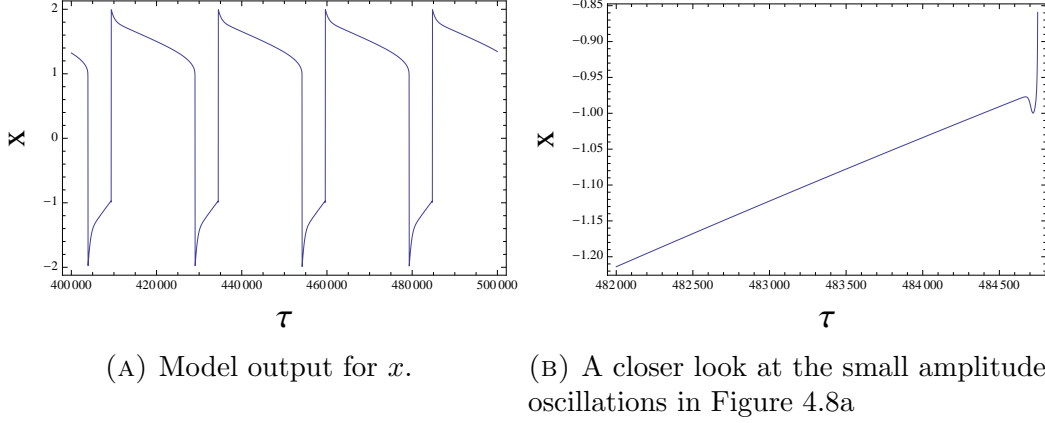 2
1
0
−1
−2
x
400 000 420 000 440 000 460 000 480 000 500 000
τ
(A) Model output for x.
−0.85
−0.90
−0.95
−1.00
−1.05
−1.10
−1.15
−1.20
x
482 000 482 500 483 000 483 500 484 000 484 500
τ
(B) A closer look at the small amplitude
oscillations in Figure 4.8a